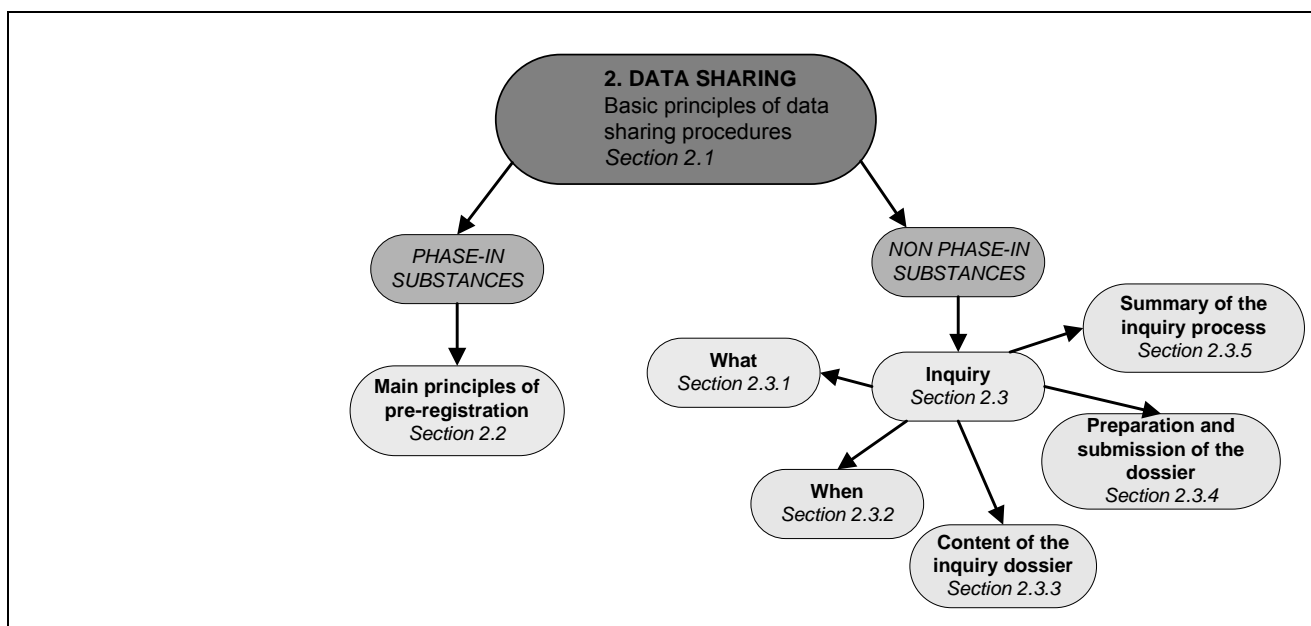 2. DATA SHARING
Basic principles of data
sharing procedures
Section 2.1
PHASE-IN
SUBSTANCES
NON PHASE-IN
SUBSTANCES
Main principles of
pre-registration
Section 2.2
What
Section 2.3.1
Inquiry
Section 2.3
Summary of the
inquiry process
Section 2.3.5
When
Section 2.3.2
Content of the
inquiry dossier
Section 2.3.3
Preparation and
submission of the
dossier
Section 2.3.4